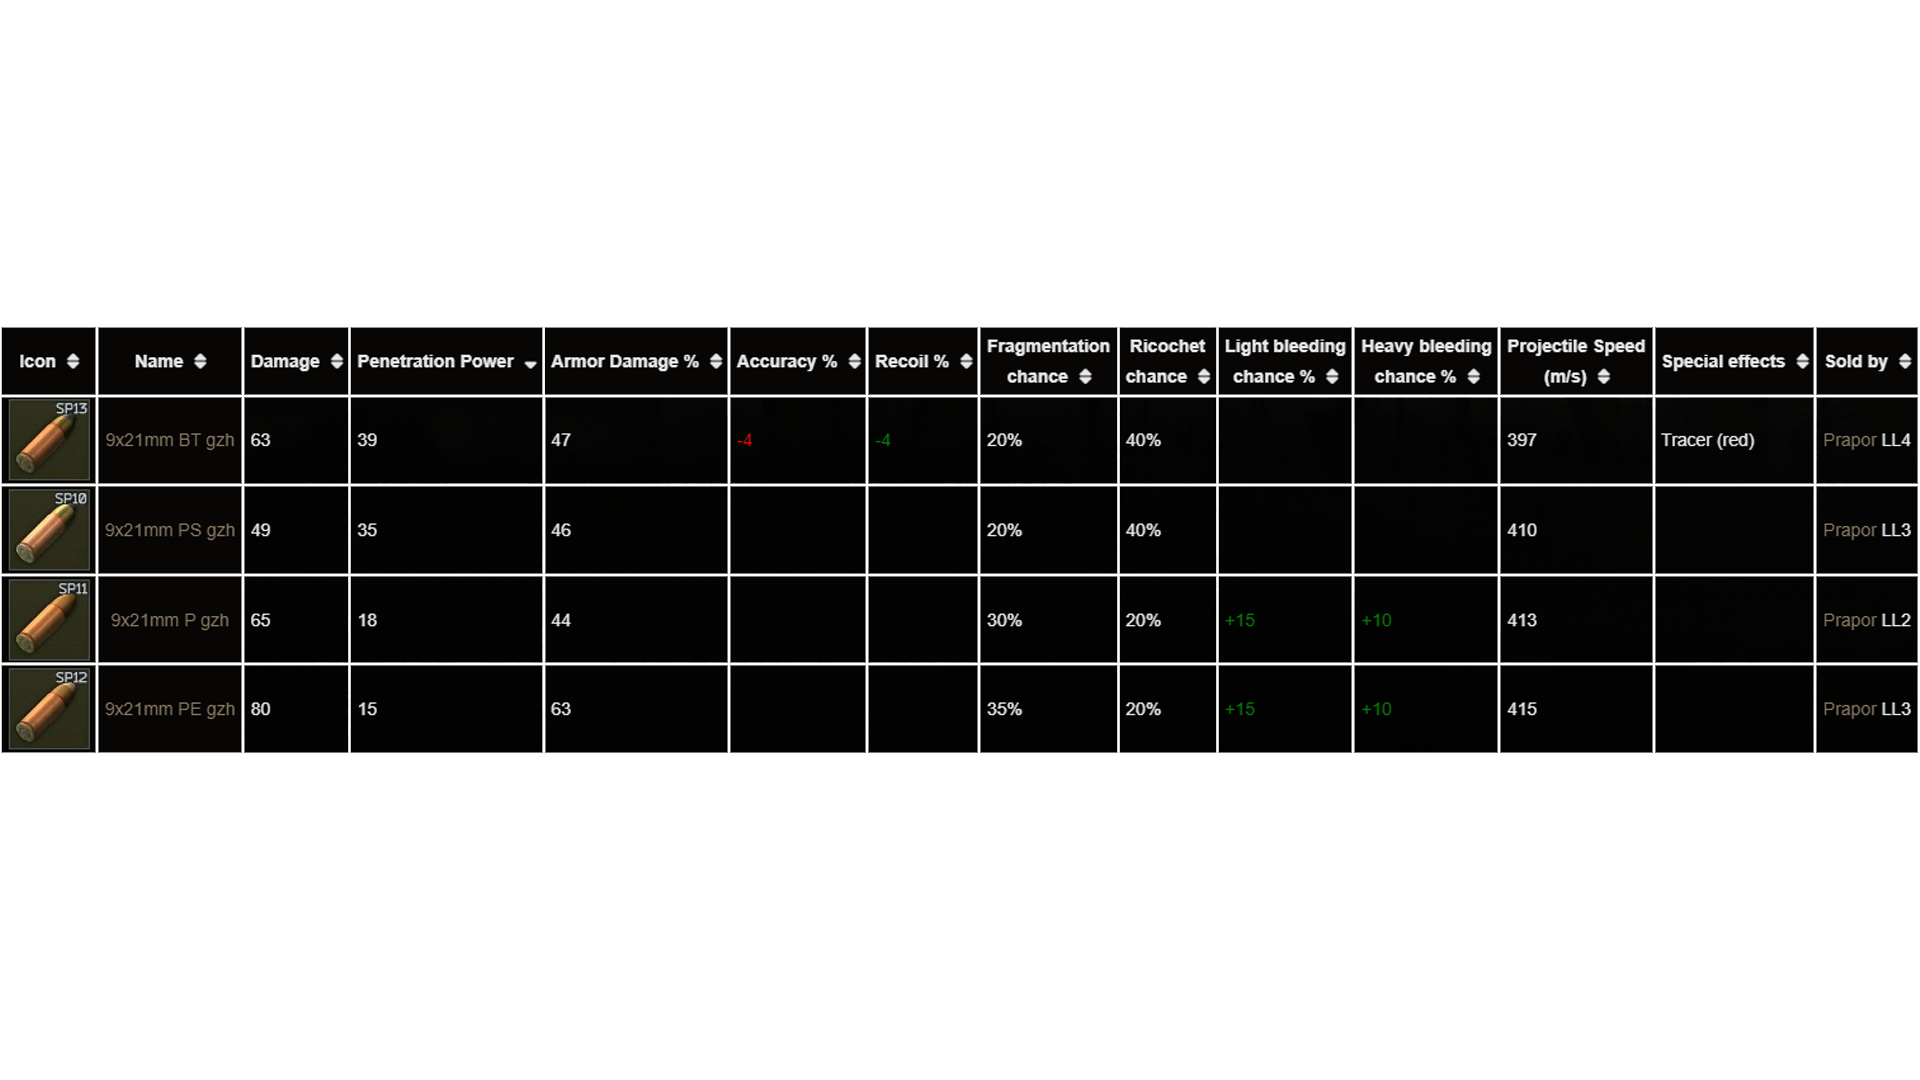 Icon Name Damage Penetration Power Armor Damage % Accuracy % Recoil % Fragmentation chance Ricochet chance Light bleeding chance % Heavy bleeding chance % Projectile Speed (m/s) Special effects Sold by
SP13 9x21mm BT gzh 63 39 47 -4 -4 20% 40% 397 Tracer (red) Prapor LL4
SP10 9x21mm PS gzh 49 35 46 20% 40% 410 Prapor LL3
SP11 9x21mm P gzh 65 18 44 30% 20% +15 +10 413 Prapor LL2
SP12 9x21mm PE gzh 80 15 63 35% 20% +15 +10 415 Prapor LL3